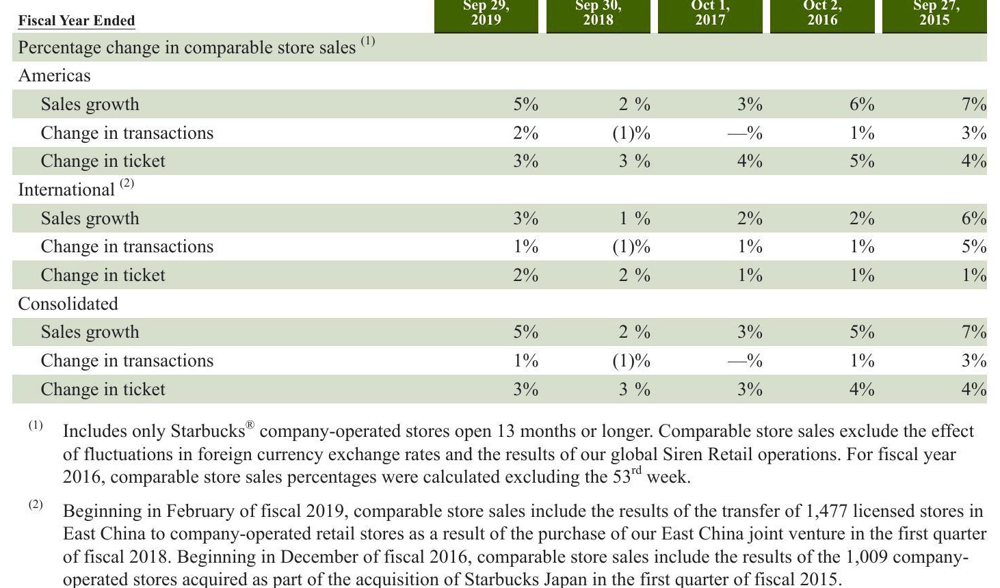 Fiscal Year Ended Sep 29, 2019 Sep 30, 2018 Oct 1, 2017 Oct 2, 2016 Sep 27, 2015
Percentage change in comparable store sales (1)
Americas
Sales growth 5% 2 % 3% 6% 7%
Change in transactions 2% (1)% —% 1% 3%
Change in ticket 3% 3 % 4% 5% 4%
International (2)
Sales growth 3% 1 % 2% 2% 6%
Change in transactions 1% (1)% 1% 1% 5%
Change in ticket 2% 2 % 1% 1% 1%
Consolidated
Sales growth 5% 2 % 3% 5% 7%
Change in transactions 1% (1)% —% 1% 3%
Change in ticket 3% 3 % 3% 4% 4%
(1) Includes only Starbucks® company-operated stores open 13 months or longer. Comparable store sales exclude the effect
of fluctuations in foreign currency exchange rates and the results of our global Siren Retail operations. For fiscal year
2016, comparable store sales percentages were calculated excluding the 53rd week.
(2) Beginning in February of fiscal 2019, comparable store sales include the results of the transfer of 1,477 licensed stores in
East China to company-operated retail stores as a result of the purchase of our East China joint venture in the first quarter
of fiscal 2018. Beginning in December of fiscal 2016, comparable store sales include the results of the 1,009 company-
operated stores acquired as part of the acquisition of Starbucks Japan in the first quarter of fiscal 2015.